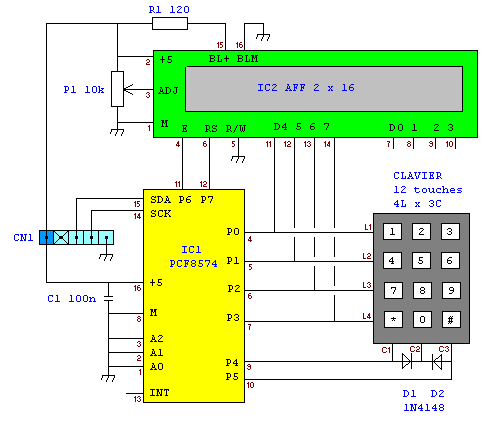 R1 120
15 16
2 +5 BL+ BLM
P1 10k 3 ADJ IC2 AFF 2 x 16
1 M E RS R/W D4 5 6 7 D0 1 2 3
4 6 5 11 12 13 14 7 8 9 10
CLAVIER
12 touches
4L x 3C
11 12
15 SDA P6 P7
14 SCK
CN1
IC1
PCF8574
P0 4 L1 1 2 3
P1 5 L2 4 5 6
P2 6 L3 7 8 9
P3 7 L4 * 0 #
16 +5
C1 100n
8 M
3 A2
2 A1
1 A0
C1 C2 C3
P4 9
P5 10
13 INT
D1 D2
1N4148